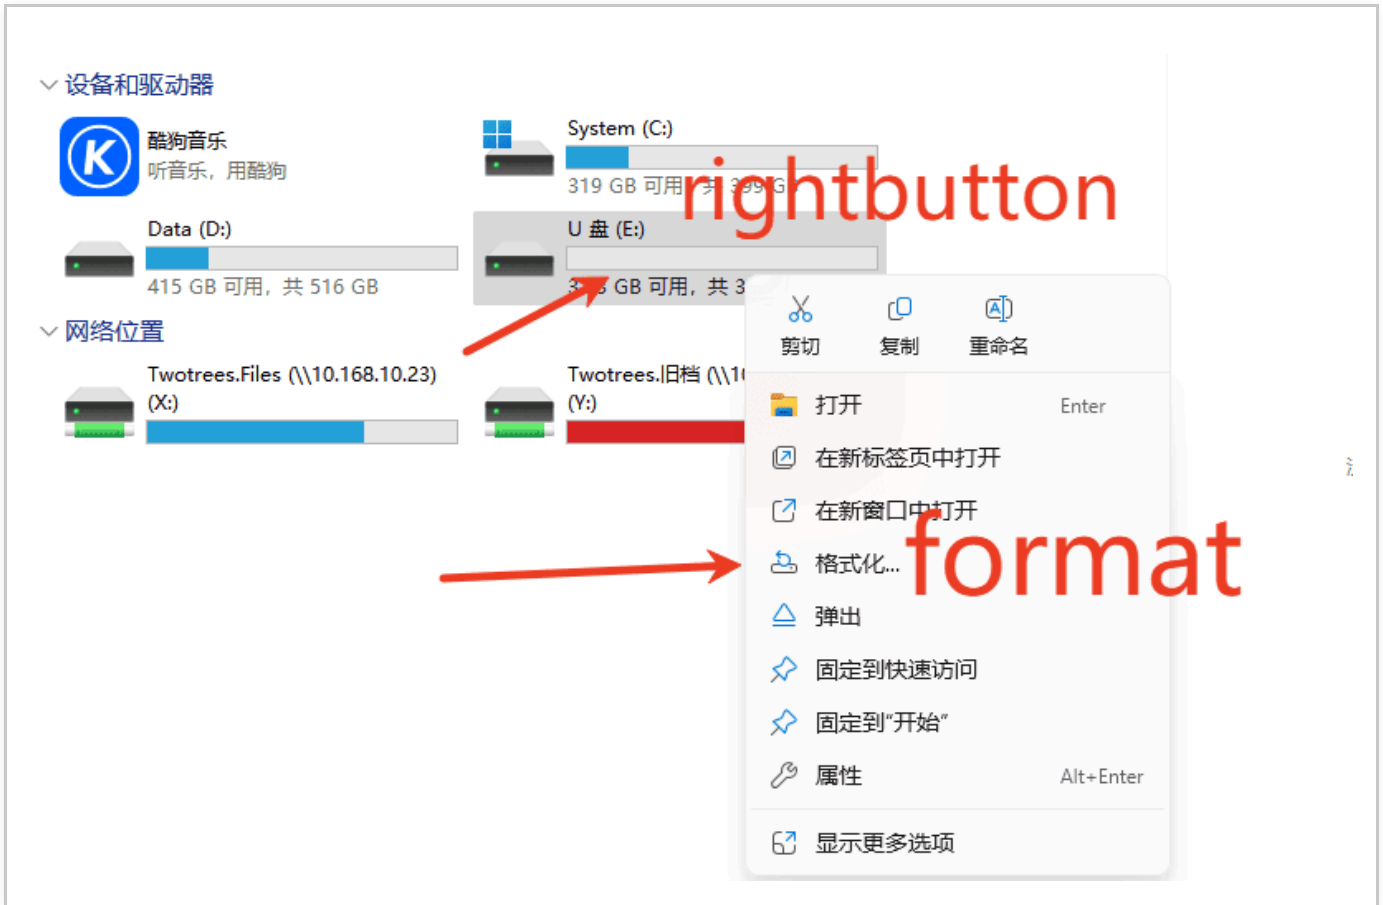 设备和驱动器
酷狗音乐
听音乐，用酷狗
System (C:)
319 GB 可用，共 399 GB
rightbutton
Data (D:)
415 GB 可用，共 516 GB
U 盘 (E:)
GB 可用，共
剪切
复制
重命名
网络位置
Twotrees.Files (\\10.168.10.23)
(X:)
Twotrees.旧档 (\\10
(Y:)
打开 Enter
在新标签页中打开
在新窗口中打开
格式化...
format
弹出
固定到快速访问
固定到“开始”
属性 Alt+Enter
显示更多选项